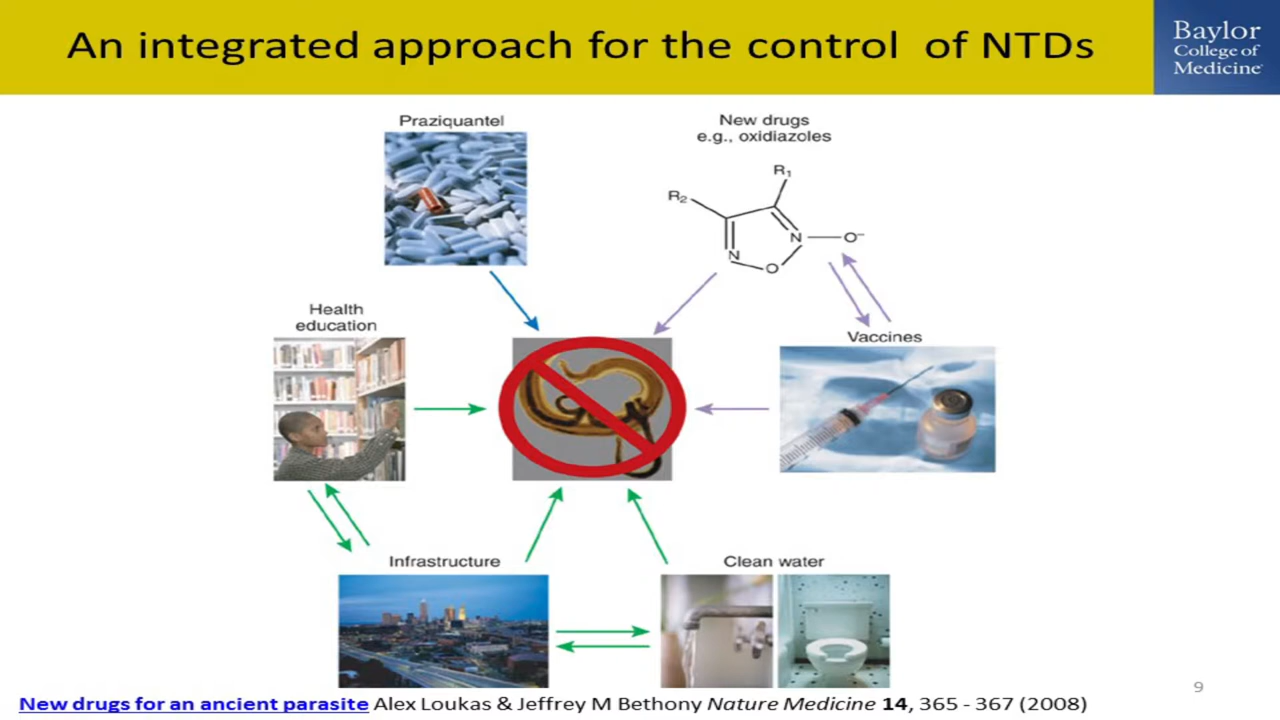 An integrated approach for the control of NTDs
Baylor
College of
Medicine
Praziquantel
New drugs
e.g., oxidiazoles
R1
R2
N
N
O–
O
Health
education
Vaccines
Infrastructure
Clean water
9
New drugs for an ancient parasite Alex Loukas & Jeffrey M Bethony Nature Medicine 14, 365 - 367 (2008)